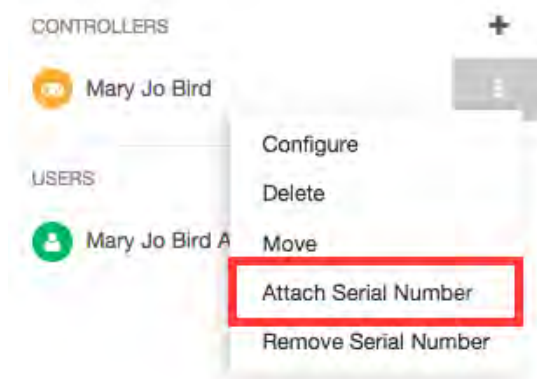 CONTROLLERS
Mary Jo Bird
Configure
USERS
Delete
Mary Jo Bird A
Move
Attach Serial Number
Remove Serial Number